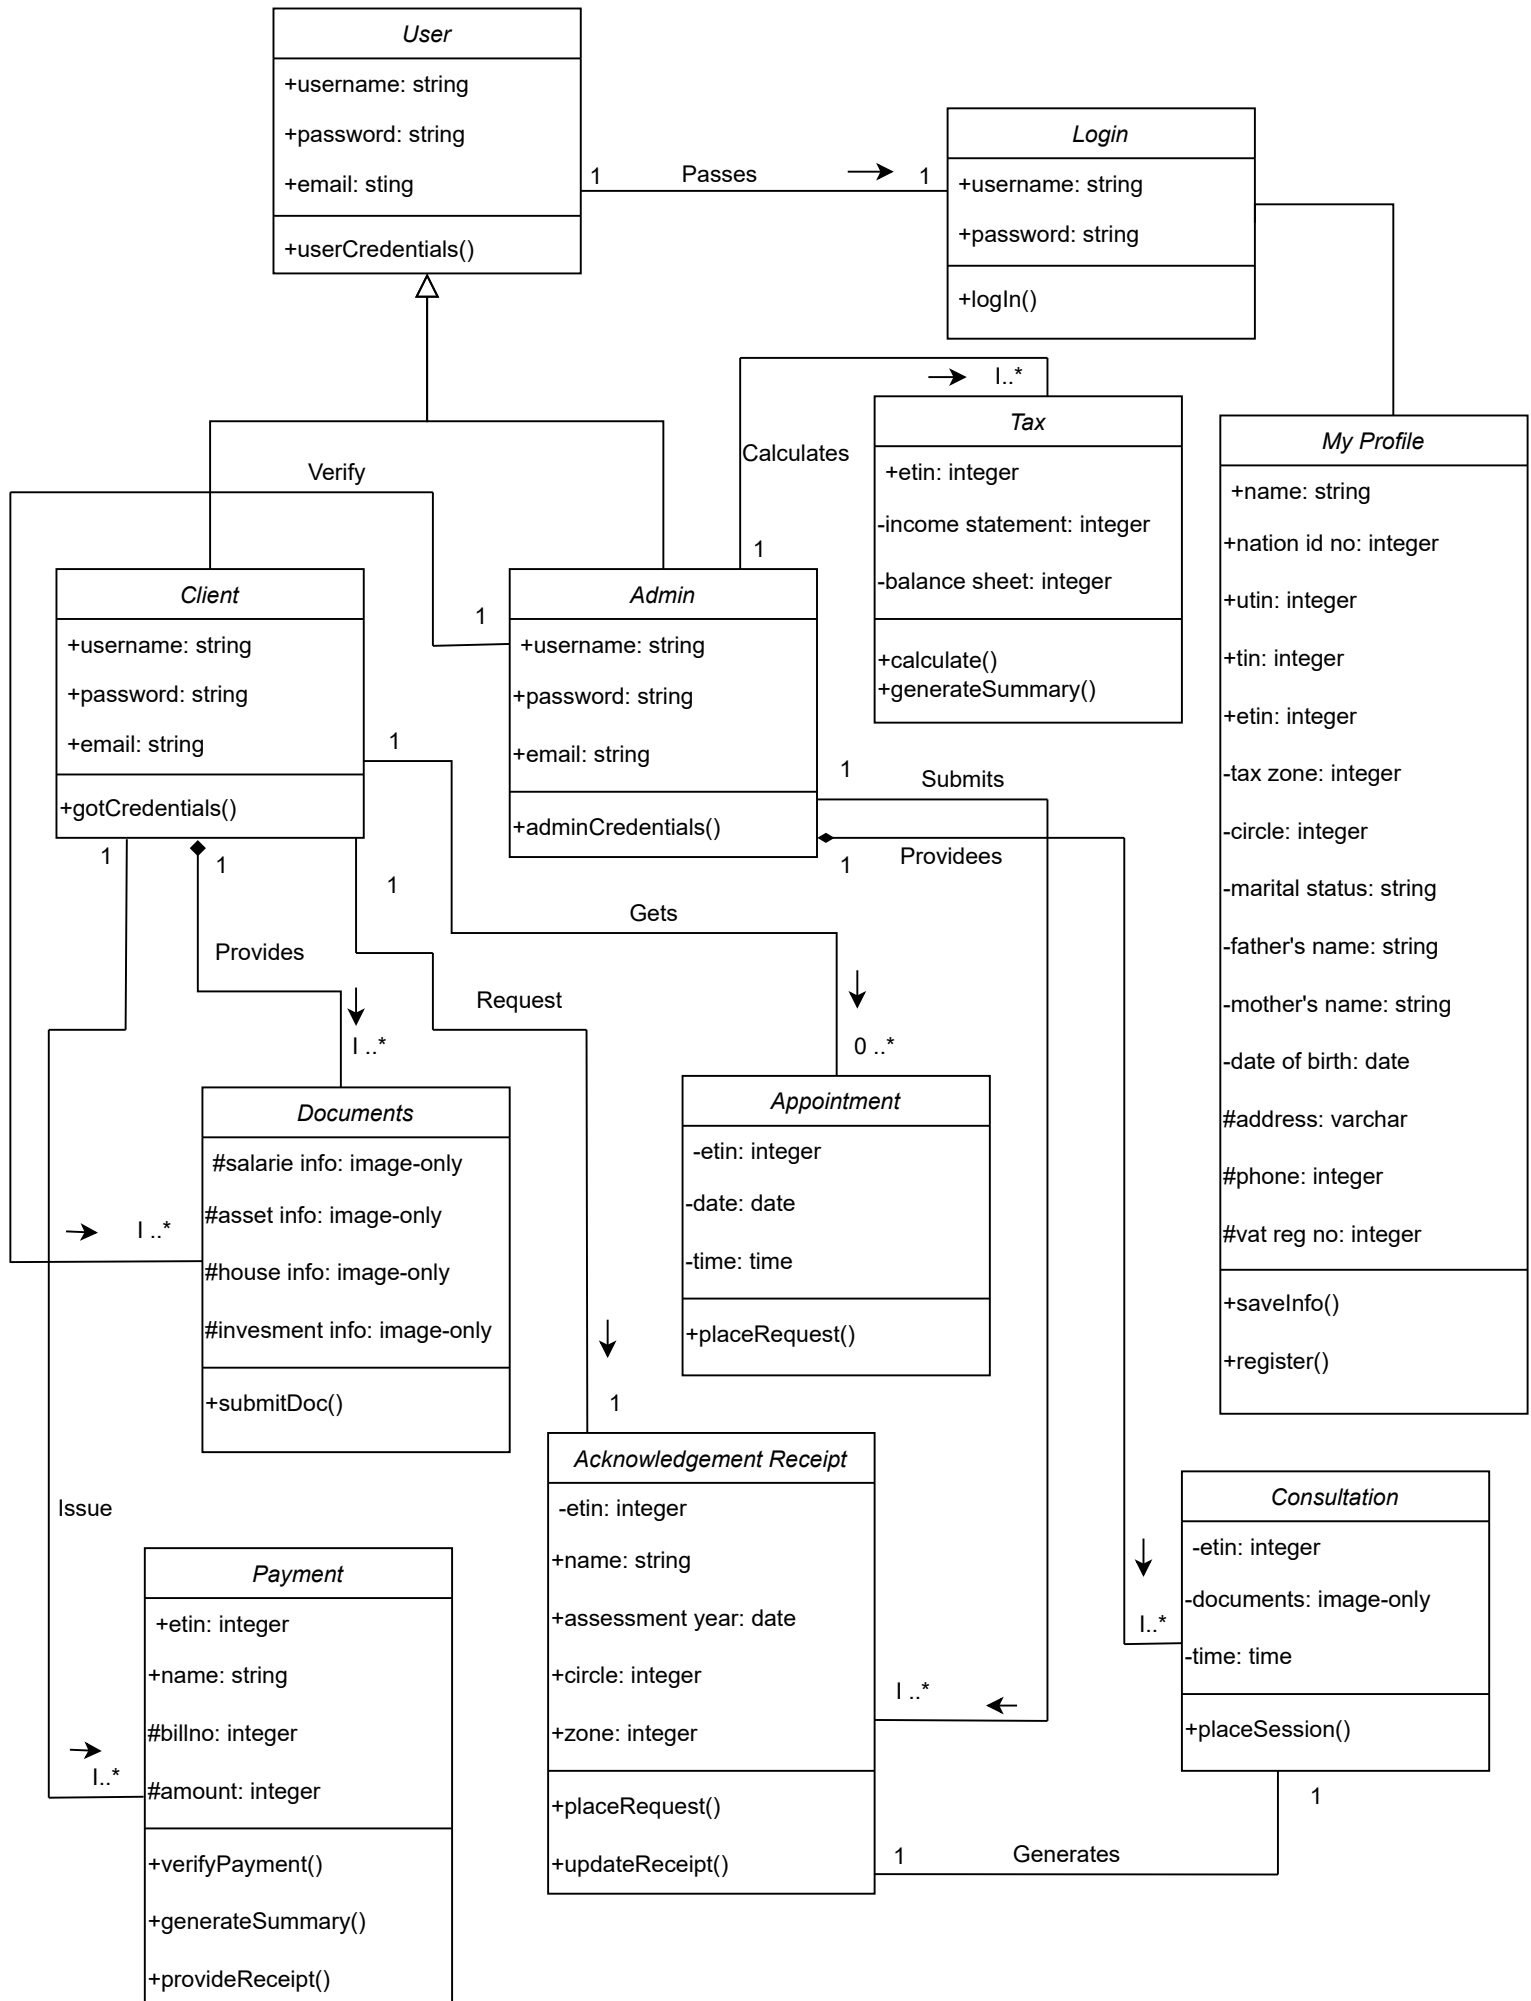 User
+username: string
+password: string
+email: sting
+userCredentials()
1
Passes
1
Login
+username: string
+password: string
+logIn()
I..*
Calculates
1
Tax
+etin: integer
-income statement: integer
-balance sheet: integer
+calculate()
+generateSummary()
My Profile
+name: string
+nation id no: integer
+utin: integer
+tin: integer
+etin: integer
-tax zone: integer
-circle: integer
-marital status: string
-father's name: string
-mother's name: string
-date of birth: date
#address: varchar
#phone: integer
#vat reg no: integer
+saveInfo()
+register()
Verify
1
Client
+username: string
+password: string
+email: string
+gotCredentials()
Admin
+username: string
+password: string
+email: string
+adminCredentials()
1
1
Submits
1
Providees
1
1
1
Gets
Provides
Request
I ..*
0 ..*
Documents
#salarie info: image-only
#asset info: image-only
#house info: image-only
#invesment info: image-only
+submitDoc()
I ..*
Appointment
-etin: integer
-date: date
-time: time
+placeRequest()
1
Acknowledgement Receipt
-etin: integer
+name: string
+assessment year: date
+circle: integer
+zone: integer
+placeRequest()
+updateReceipt()
I ..*
Consultation
-etin: integer
-documents: image-only
-time: time
+placeSession()
I..*
1
1
Generates
Issue
Payment
+etin: integer
+name: string
#billno: integer
#amount: integer
+verifyPayment()
+generateSummary()
+provideReceipt()
I..*